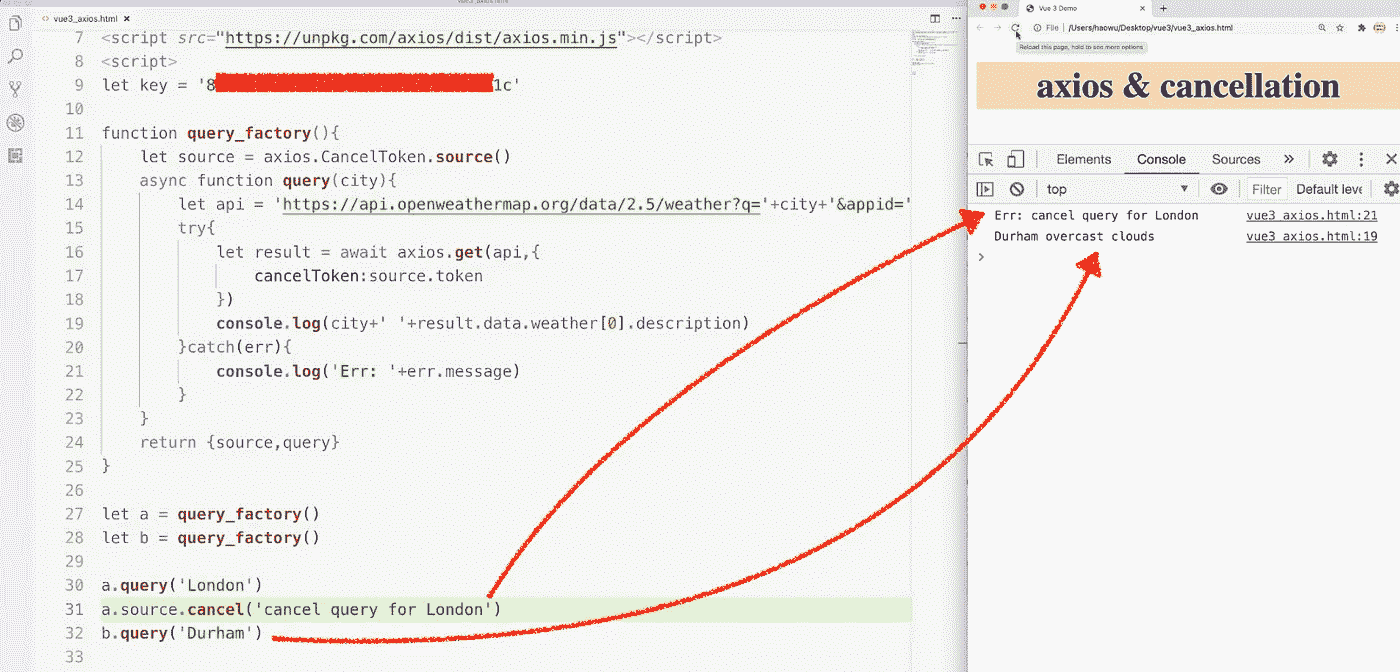 vue3_axios.html
7 <script src="https://unpkg.com/axios/dist/axios.min.js"></script>
8 <script>
9 let key = '8 1c'
10
11 function query_factory(){
12 let source = axios.CancelToken.source()
13 async function query(city){
14 let api = 'https://api.openweathermap.org/data/2.5/weather?q='+city+'&appid='
15 try{
16 let result = await axios.get(api,{
17 cancelToken:source.token
18 })
19 console.log(city+' '+result.data.weather[0].description)
20 }catch(err){
21 console.log('Err: '+err.message)
22 }
23 }
24 return {source,query}
25 }
26
27 let a = query_factory()
28 let b = query_factory()
29
30 a.query('London')
31 a.source.cancel('cancel query for London')
32 b.query('Durham')
33
Vue 3 Demo
File /Users/haowu/Desktop/vue3/vue3_axios.html
Reload this page, hold to see more options
axios & cancellation
Elements Console Sources
top Filter Default leve
Err: cancel query for London vue3 axios.html:21
Durham overcast clouds vue3 axios.html:19